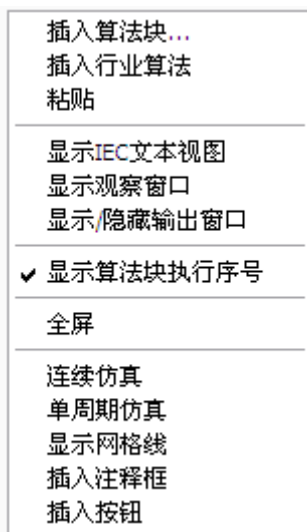 插入算法块...
插入行业算法
粘贴
显示IEC文本视图
显示观察窗口
显示/隐藏输出窗口
显示算法块执行序号
全屏
连续仿真
单周期仿真
显示网格线
插入注释框
插入按钮